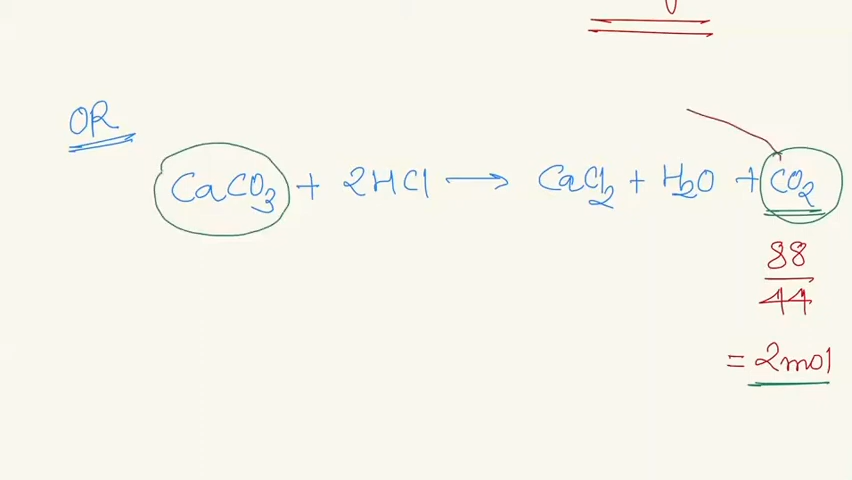 OR
CaCO3 + 2HCl → CaCl2 + H2O + CO2
88
44
= 2mol